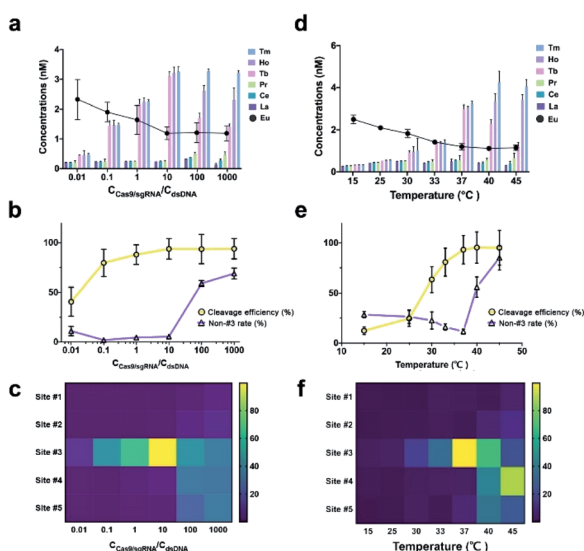 a
Concentrations (nM)
4
3
2
1
0
0.01 0.1 1 10 100 1000
C Cas9/sgRNA/C dsDNA
Tm
Ho
Tb
Pr
Ce
La
Eu
d
Concentrations (nM)
6
4
2
0
15 25 30 33 37 40 45
Temperature (°C)
Tm
Ho
Tb
Pr
Ce
La
Eu
b
100
50
0
0.01 0.1 1 10 100 1000
C Cas9/sgRNA/C dsDNA
Cleavage efficiency (%)
Non-#3 rate (%)
e
100
50
0
10 20 30 40 50
Temperature (℃)
Cleavage efficiency (%)
Non-#3 rate (%)
c
Site #1
Site #2
Site #3
Site #4
Site #5
0.01 0.1 1 10 100 1000
C Cas9/sgRNA/C dsDNA
80
60
40
20
f
Site #1
Site #2
Site #3
Site #4
Site #5
15 25 30 33 37 40 45
Temperature (℃)
80
60
40
20